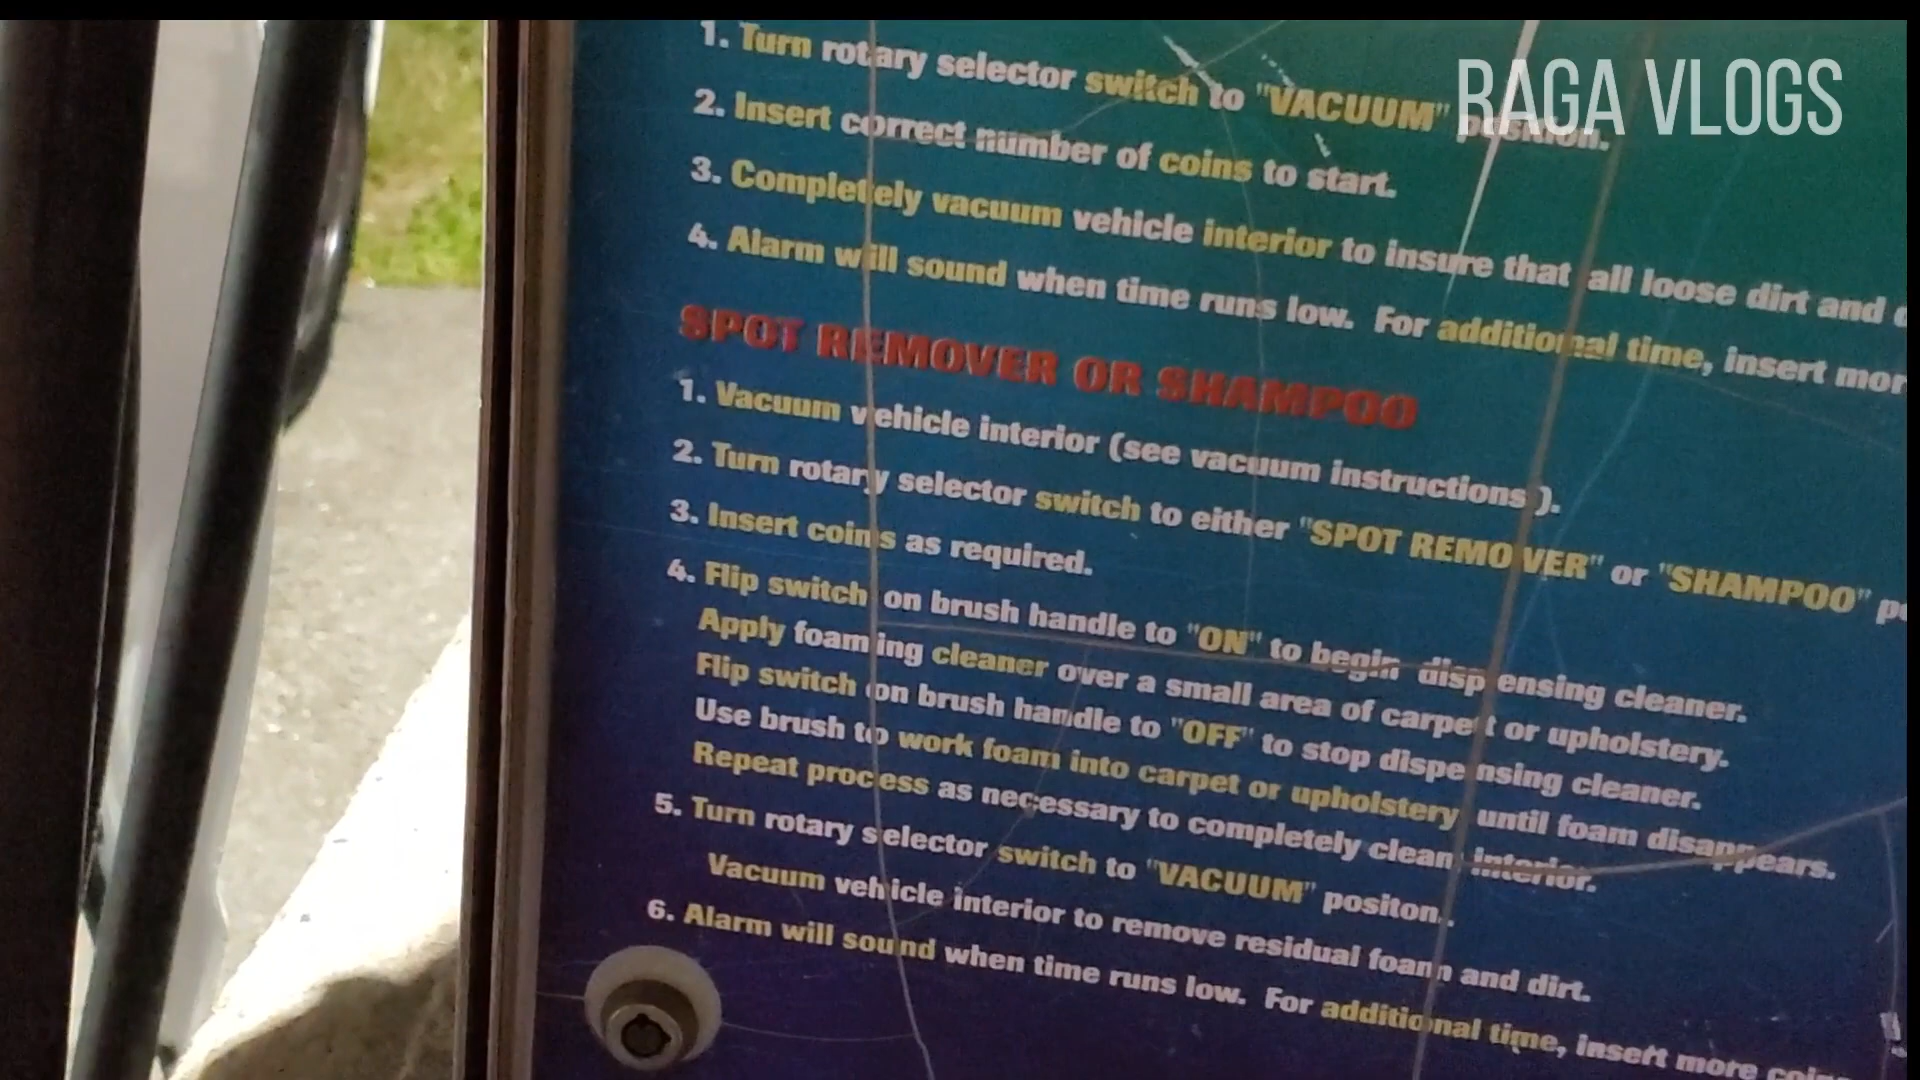 RAGA VLOGS
1. Turn rotary selector switch to "VACUUM" position.
2. Insert correct number of coins to start.
3. Completely vacuum vehicle interior to insure that all loose dirt and
4. Alarm will sound when time runs low. For additional time, insert
SPOT REMOVER OR SHAMPOO
1. Vacuum vehicle interior (see vacuum instructions).
2. Turn rotary selector switch to either "SPOT REMOVER" or "SHAMPOO"
3. Insert coins as required.
4. Flip switch on brush handle to "ON" to begin dispensing cleaner.
Apply foaming cleaner over a small area of carpet or upholstery.
Flip switch on brush handle to "OFF" to stop dispensing cleaner.
Use brush to work foam into carpet or upholstery until foam disappears.
Repeat process as necessary to completely clean interior.
5. Turn rotary selector switch to "VACUUM" positon.
Vacuum vehicle interior to remove residual foam and dirt.
6. Alarm will sound when time runs low. For additional time, insert more